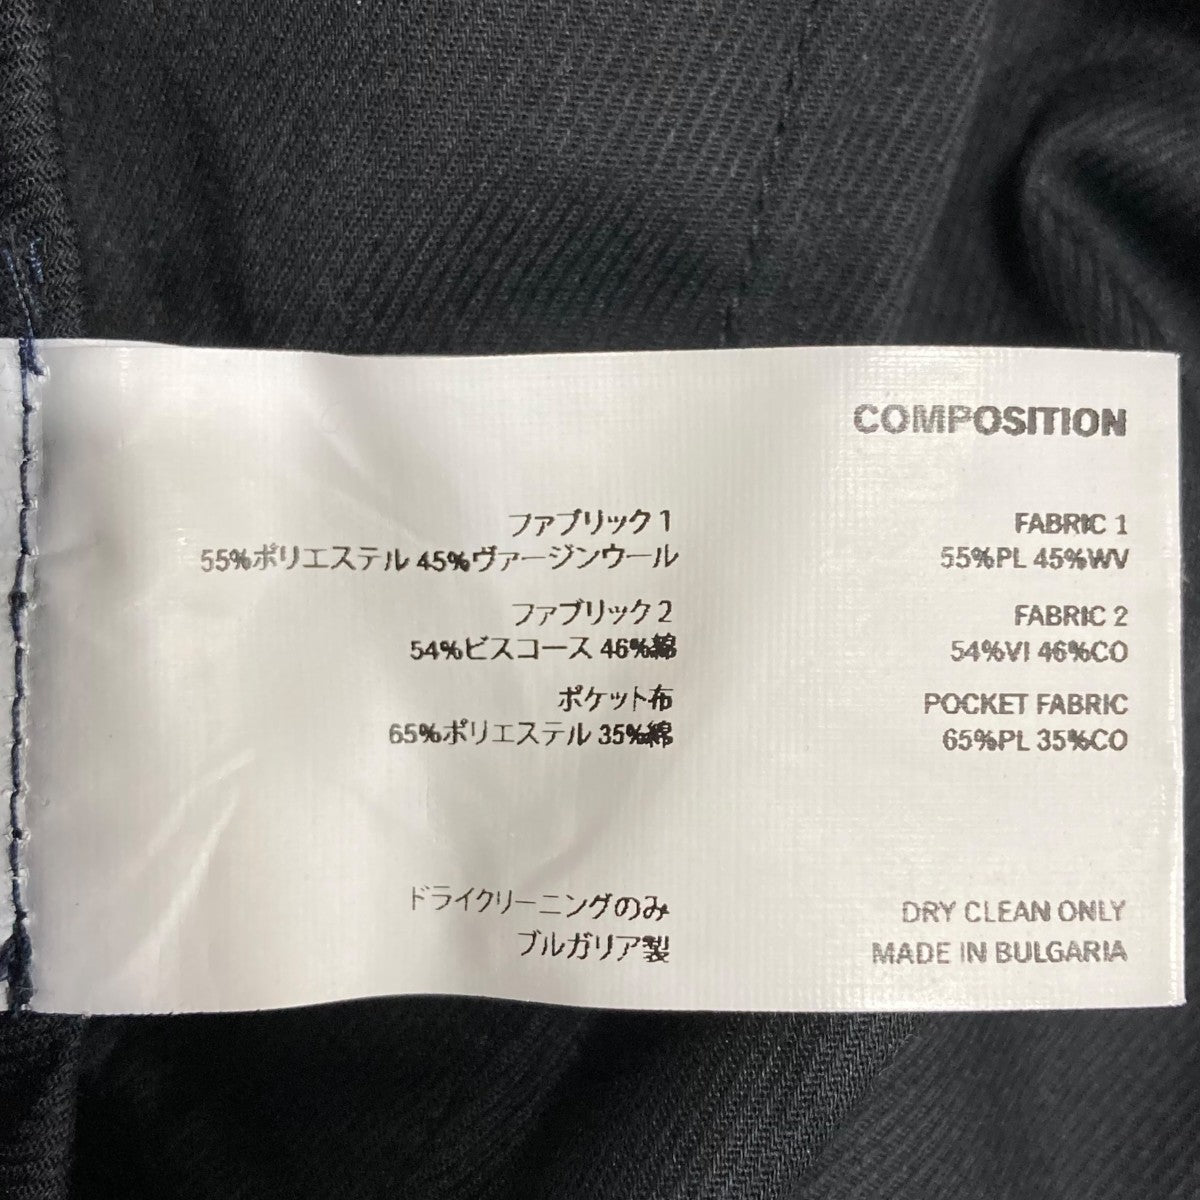 COMPOSITION
ファブリック 1
55%ポリエステル 45%ヴァージンウール
ファブリック 2
54%ビスコース 46%綿
ポケット布
65%ポリエステル 35%綿
ドライクリーニングのみ
ブルガリア製
FABRIC 1
55%PL 45%WV
FABRIC 2
54%VI 46%CO
POCKET FABRIC
65%PL 35%CO
DRY CLEAN ONLY
MADE IN BULGARIA